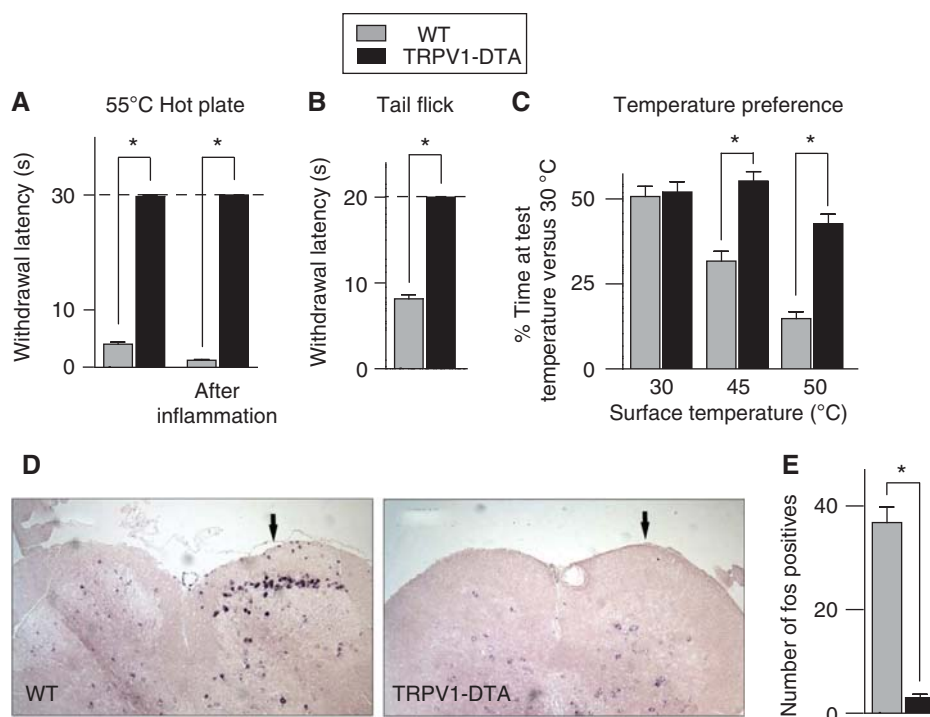 WT
TRPV1-DTA
A
55°C Hot plate
Withdrawal latency (s)
30
10
0
*
*
After
inflammation
B
Tail flick
Withdrawal latency (s)
20
10
0
*
C
Temperature preference
% Time at test
temperature versus 30 °C
50
25
0
*
*
30 45 50
Surface temperature (°C)
D
WT
TRPV1-DTA
E
Number of fos positives
40
20
0
*